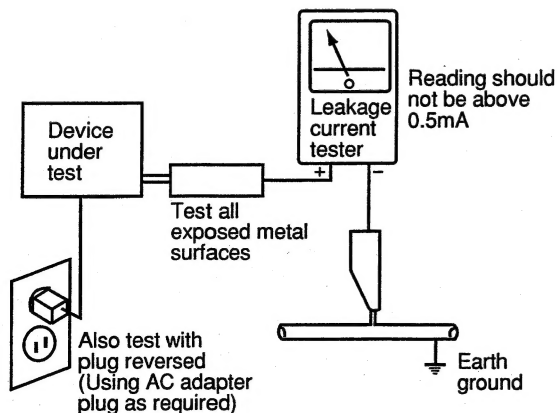 Device
under
test
Leakage
current
tester
+ −
Reading should
not be above
0.5mA
Test all
exposed metal
surfaces
Also test with
plug reversed
(Using AC adapter
plug as required)
Earth
ground